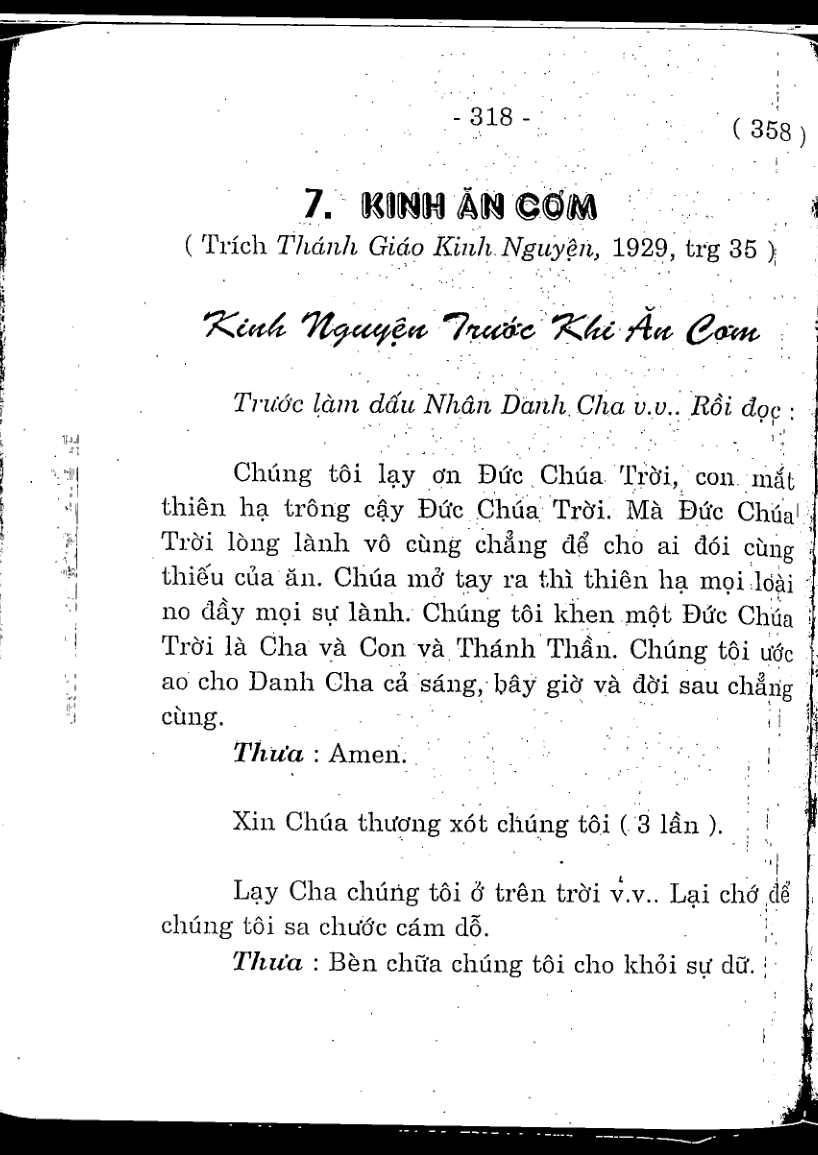 - 318 -
( 358 )
7. KINH ĂN CƠM
( Trích Thánh Giáo Kinh Nguyện, 1929, trg 35 )
Kinh Nguyện Trước Khi Ăn Cơm
Trước làm dấu Nhân Danh Cha v.v.. Rồi đọc :
Chúng tôi lạy ơn Đức Chúa Trời, con mắt
thiên hạ trông cậy Đức Chúa Trời. Mà Đức Chúa
Trời lòng lành vô cùng chẳng để cho ai đói cùng
thiếu của ăn. Chúa mở tay ra thì thiên hạ mọi loài
no đầy mọi sự lành. Chúng tôi khen một Đức Chúa
Trời là Cha và Con và Thánh Thần. Chúng tôi ước
ao cho Danh Cha cả sáng, bây giờ và đời sau chẳng
cùng.
Thưa : Amen.
Xin Chúa thương xót chúng tôi ( 3 lần ).
Lạy Cha chúng tôi ở trên trời v.v.. Lại chớ để
chúng tôi sa chước cám dỗ.
Thưa : Bèn chữa chúng tôi cho khỏi sự dữ.